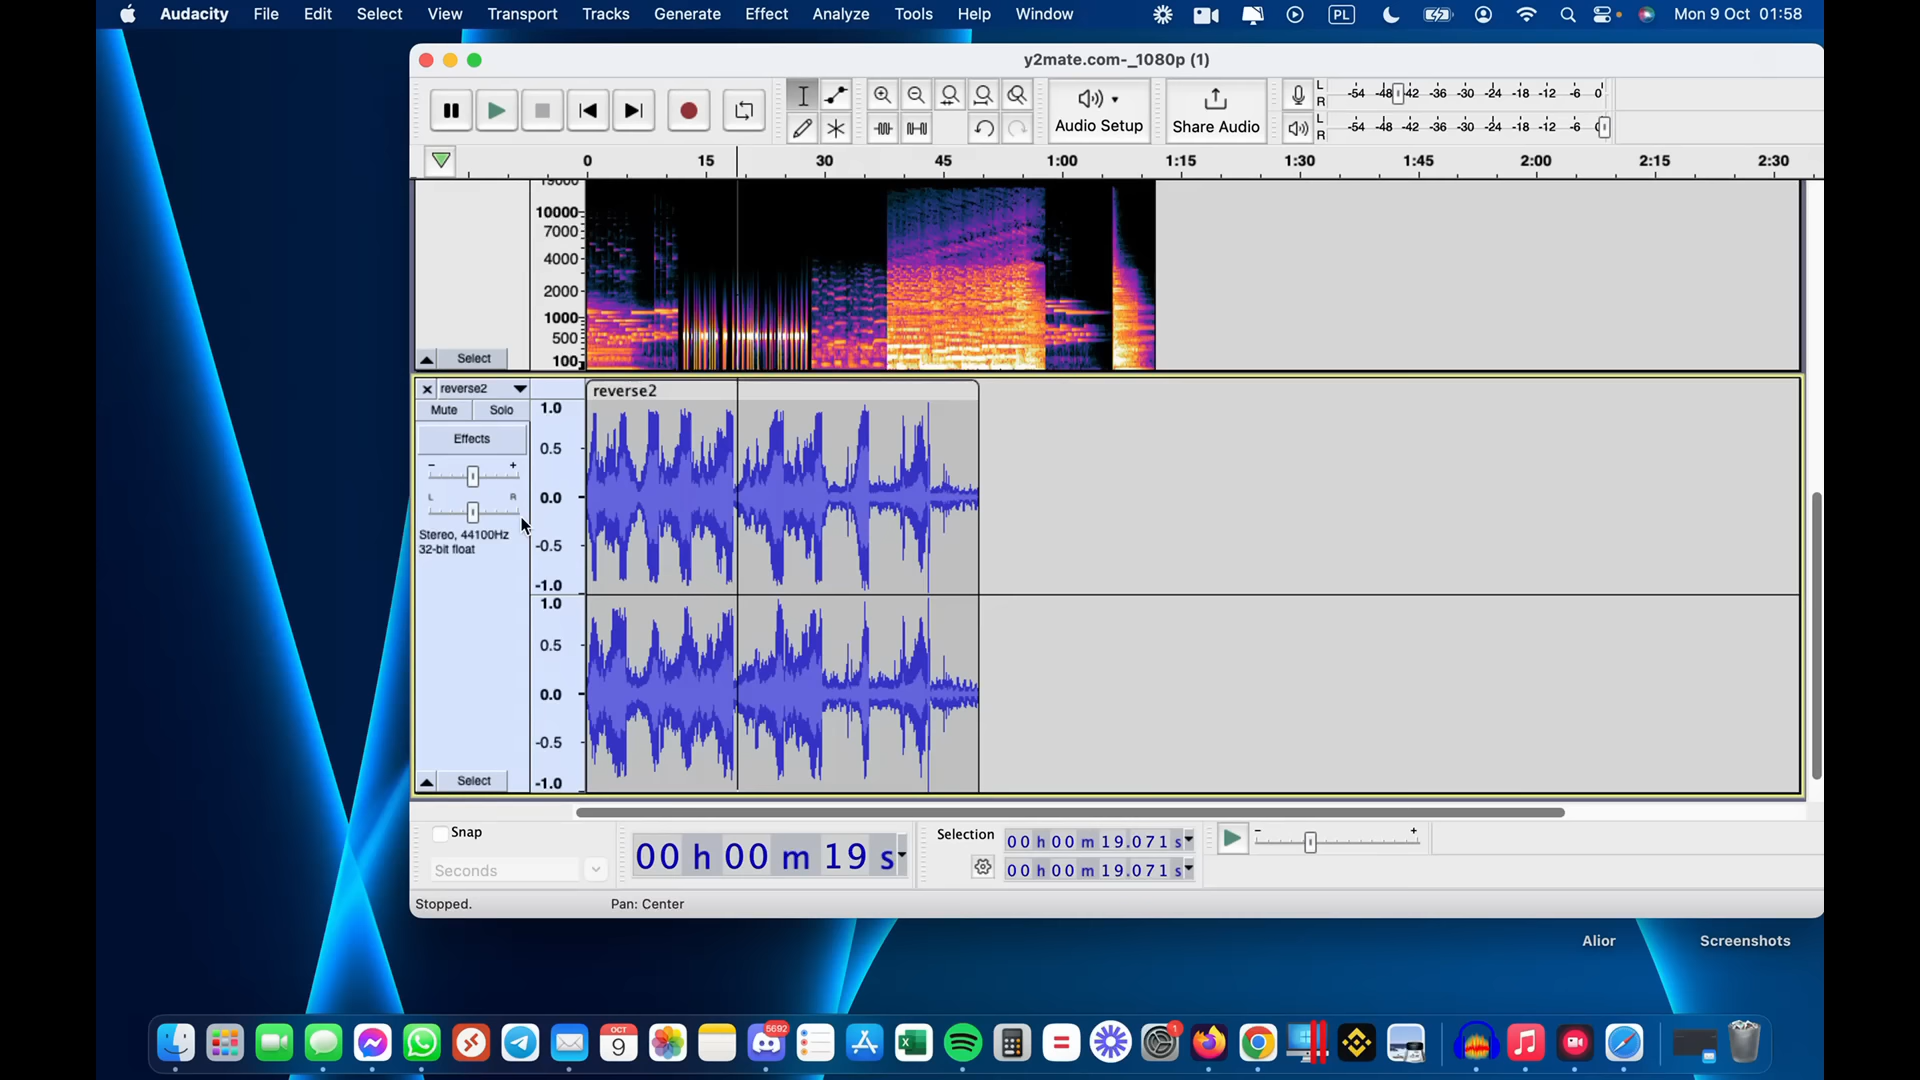 Audacity File Edit Select View Transport Tracks Generate Effect Analyze Tools Help Window PL Mon 9 Oct 01:58
y2mate.com-_1080p (1)
Audio Setup
Share Audio
L
R
-54 -48 -42 -36 -30 -24 -18 -12 -6 0
L
R
-54 -48 -42 -36 -30 -24 -18 -12 -6
0 15 30 45 1:00 1:15 1:30 1:45 2:00 2:15 2:30
19000
10000
7000
4000
2000
1000
500
100
Select
reverse2
reverse2
Mute Solo
Effects
- +
L R
Stereo, 44100Hz
32-bit float
1.0
0.5
0.0
-0.5
-1.0
1.0
0.5
0.0
-0.5
-1.0
Select
Snap
Seconds
00 h 00 m 19 s
Selection
00 h 00 m 19.071 s
00 h 00 m 19.071 s
- +
Stopped.
Pan: Center
Alior
Screenshots
OCT
9
5692
1